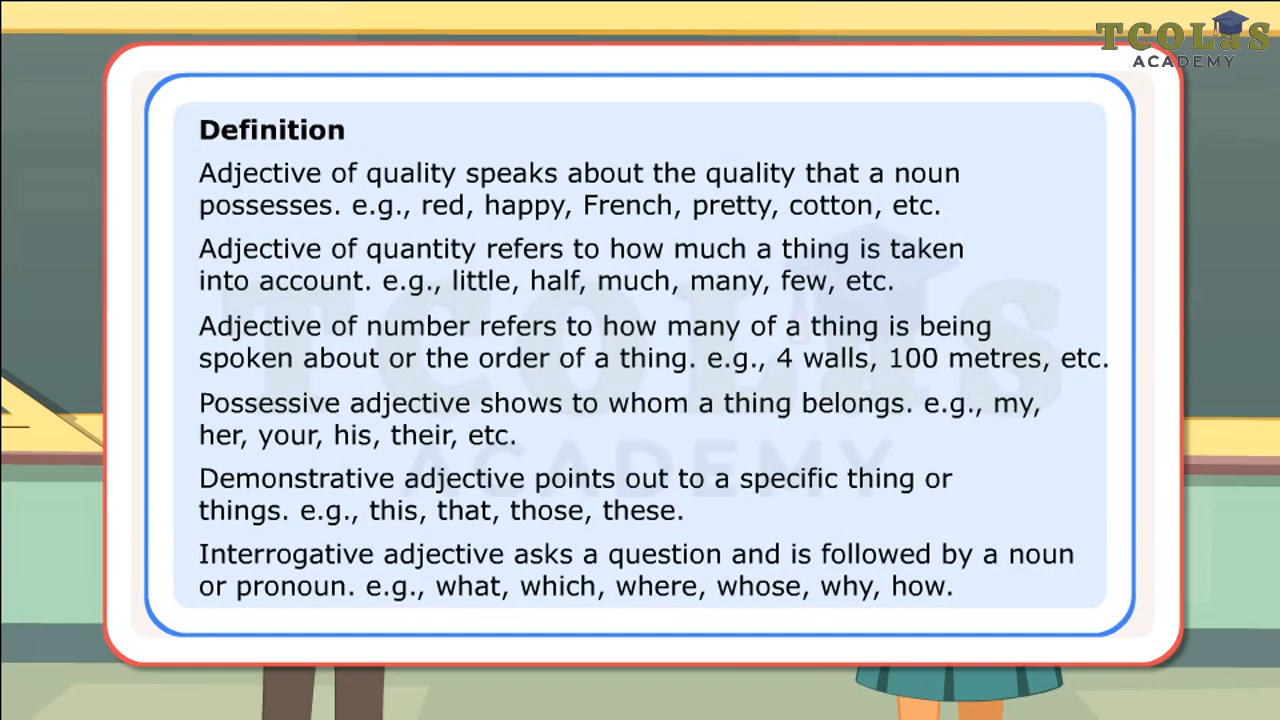 TCOLaS
ACADEMY
Definition
Adjective of quality speaks about the quality that a noun
possesses. e.g., red, happy, French, pretty, cotton, etc.
Adjective of quantity refers to how much a thing is taken
into account. e.g., little, half, much, many, few, etc.
Adjective of number refers to how many of a thing is being
spoken about or the order of a thing. e.g., 4 walls, 100 metres, etc.
Possessive adjective shows to whom a thing belongs. e.g., my,
her, your, his, their, etc.
Demonstrative adjective points out to a specific thing or
things. e.g., this, that, those, these.
Interrogative adjective asks a question and is followed by a noun
or pronoun. e.g., what, which, where, whose, why, how.
TCOLaS
ACADEMY